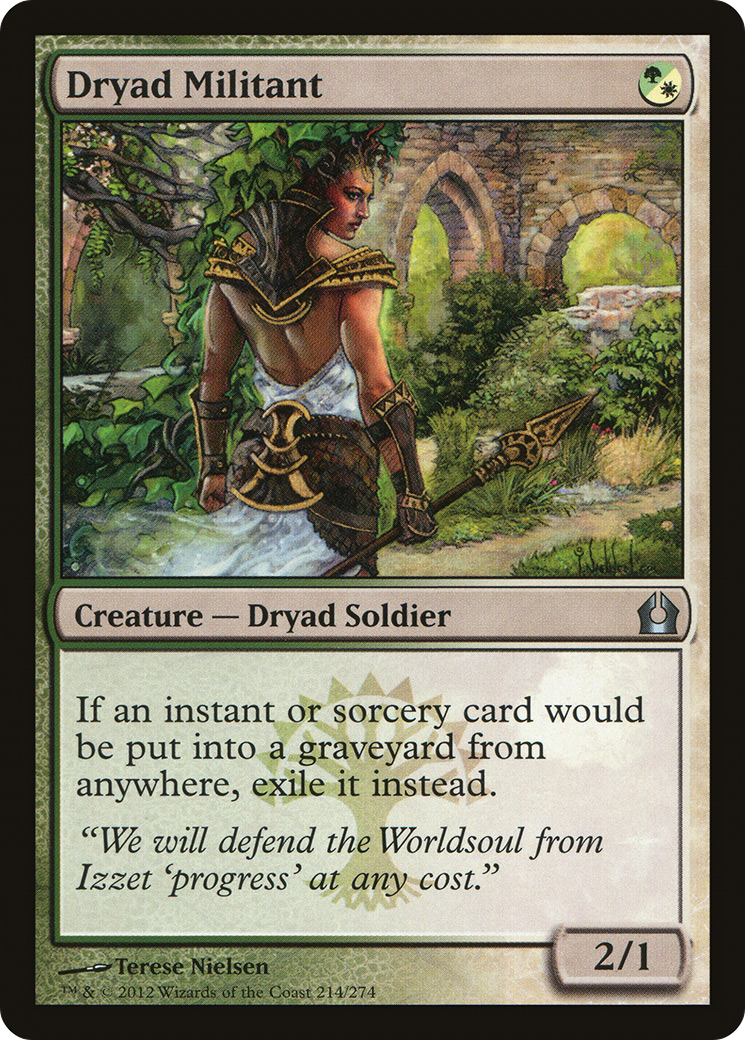 Dryad Militant
Creature — Dryad Soldier
If an instant or sorcery card would
be put into a graveyard from
anywhere, exile it instead.
“We will defend the Worldsoul from
Izzet ‘progress’ at any cost.”
2/1
Terese Nielsen
™ & © 2012 Wizards of the Coast 214/274